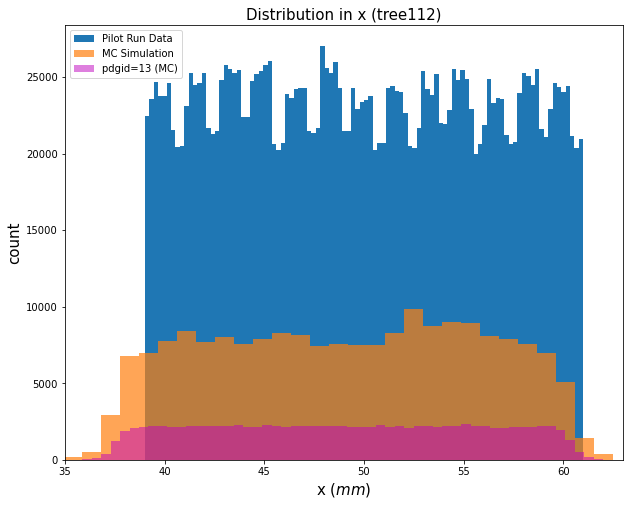 Distribution in x (tree112)
Pilot Run Data
MC Simulation
pdgid=13 (MC)
count
25000
20000
15000
10000
5000
0
35 40 45 50 55 60
x (mm)